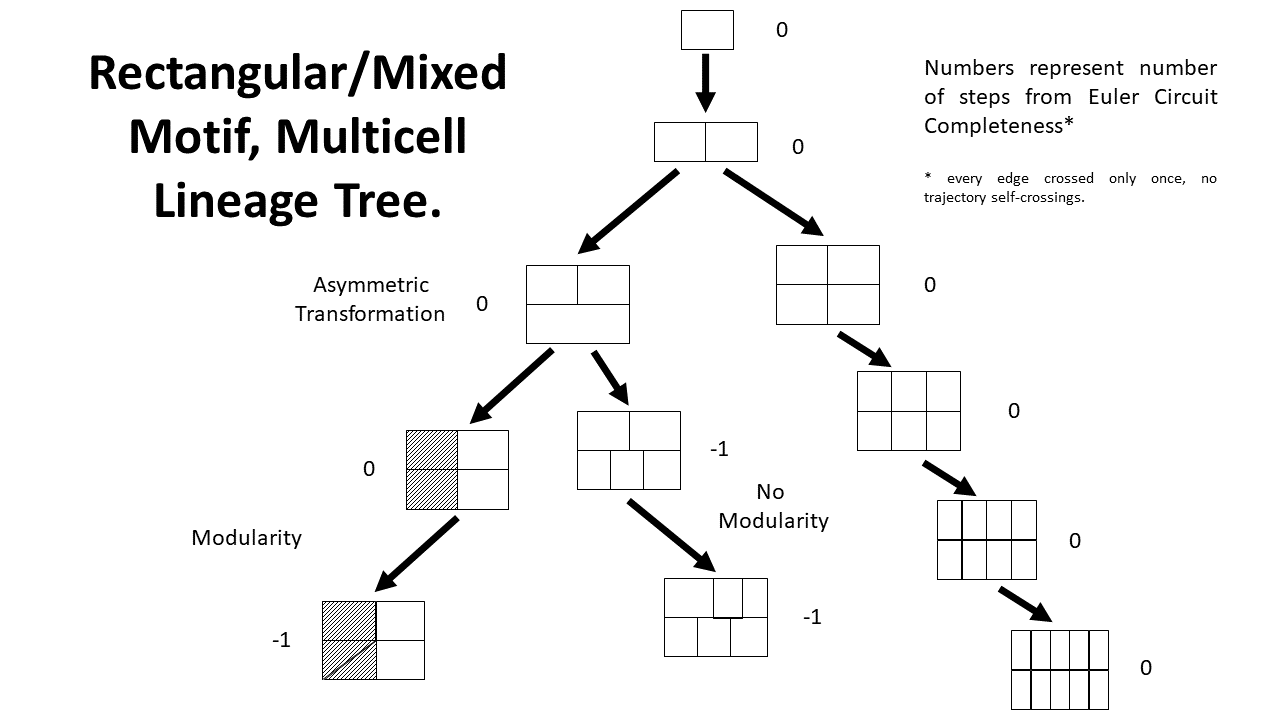 Rectangular/Mixed
Motif, Multicell
Lineage Tree.
0
Numbers represent number
of steps from Euler Circuit
Completeness*
* every edge crossed only once, no
trajectory self-crossings.
0
Asymmetric
Transformation
0
0
0
-1
0
No
Modularity
Modularity
0
-1
-1
0